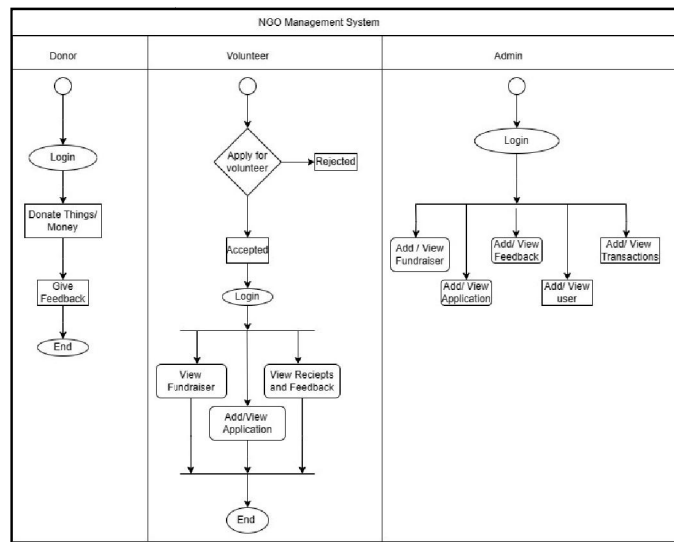 NGO Management System
Donor
Volunteer
Admin
Login
Donate Things/
Money
Give
Feedback
End
Apply for
volunteer
Rejected
Accepted
Login
View
Fundraiser
Add/View
Application
View Reciepts
and Feedback
End
Login
Add / View
Fundraiser
Add/ View
Application
Add/ View
Feedback
Add/ View
user
Add/ View
Transactions